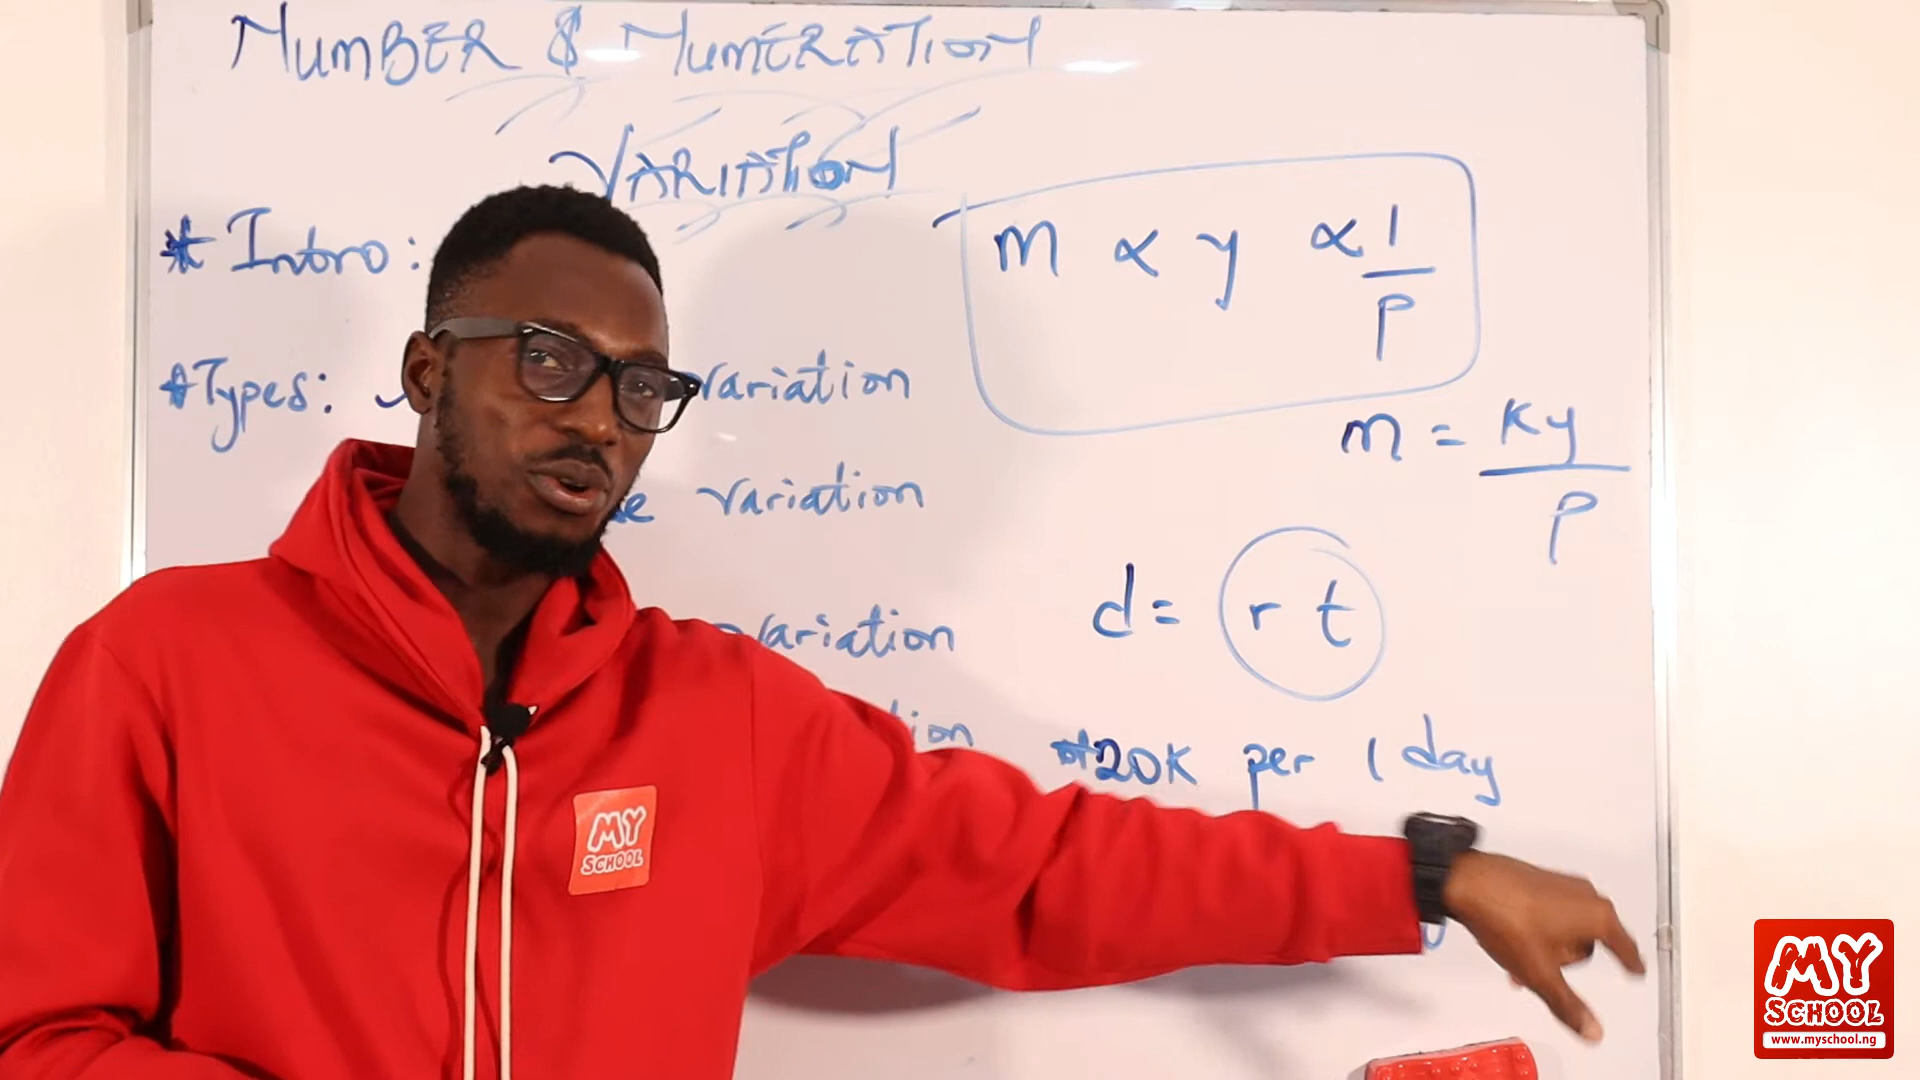 NUMBER & NUMERATION
VARIATION
* Intro:
m ∝ y ∝ 1/P
*Types: variation
m = Ky/P
variation
d = r t
variation
*20K per 1 day
MY
SCHOOL
MY
SCHOOL
www.myschool.ng